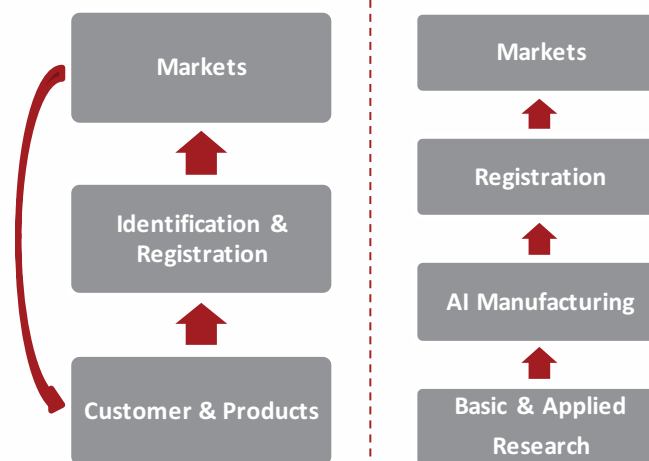 Markets
Identification &
Registration
Customer & Products
Markets
Registration
AI Manufacturing
Basic & Applied
Research